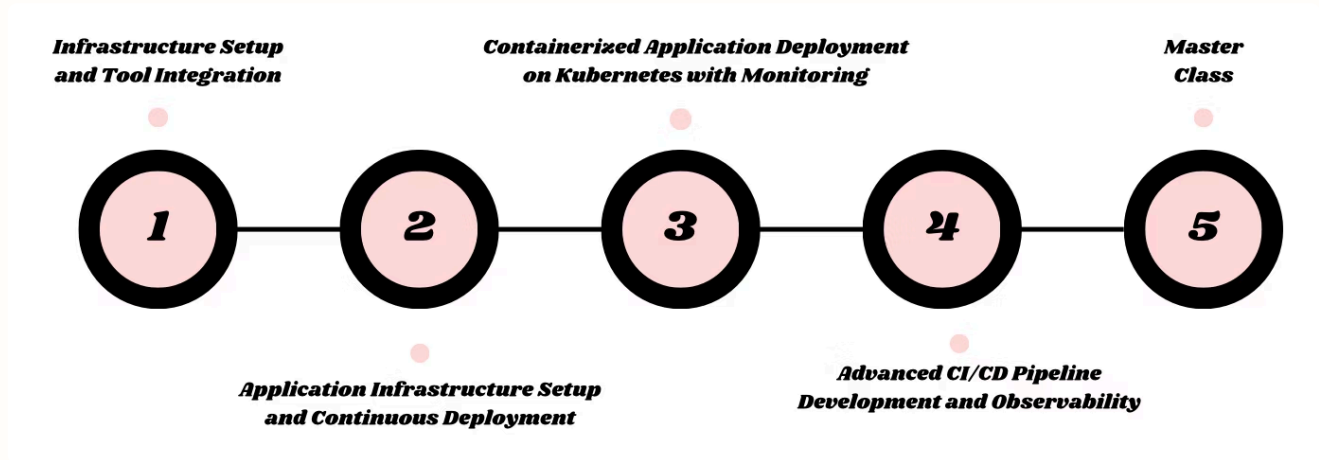 Infrastructure Setup
and Tool Integration
Containerized Application Deployment
on Kubernetes with Monitoring
Master
Class
1
2
3
4
5
Application Infrastructure Setup
and Continuous Deployment
Advanced CI/CD Pipeline
Development and Observability